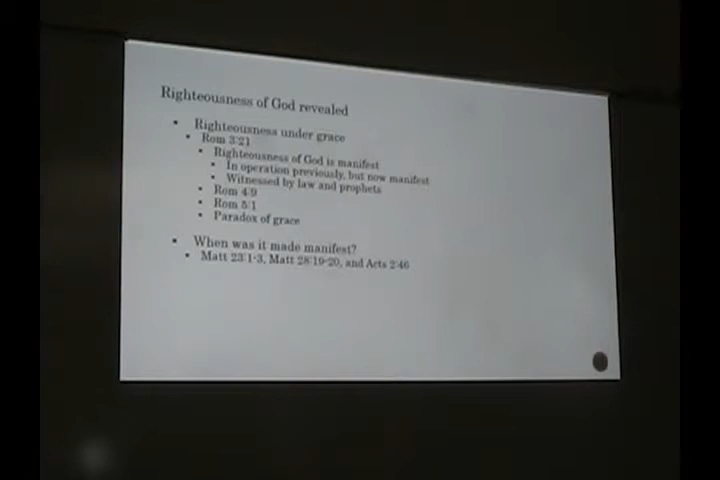 Righteousness of God revealed
Righteousness under grace
Rom 3:21
Righteousness of God is manifest
In operation previously, but now manifest
Witnessed by law and prophets
Rom 4:9
Rom 5:1
Paradox of grace
When was it made manifest?
Matt 23:1-3, Matt 28:19-20, and Acts 2:46